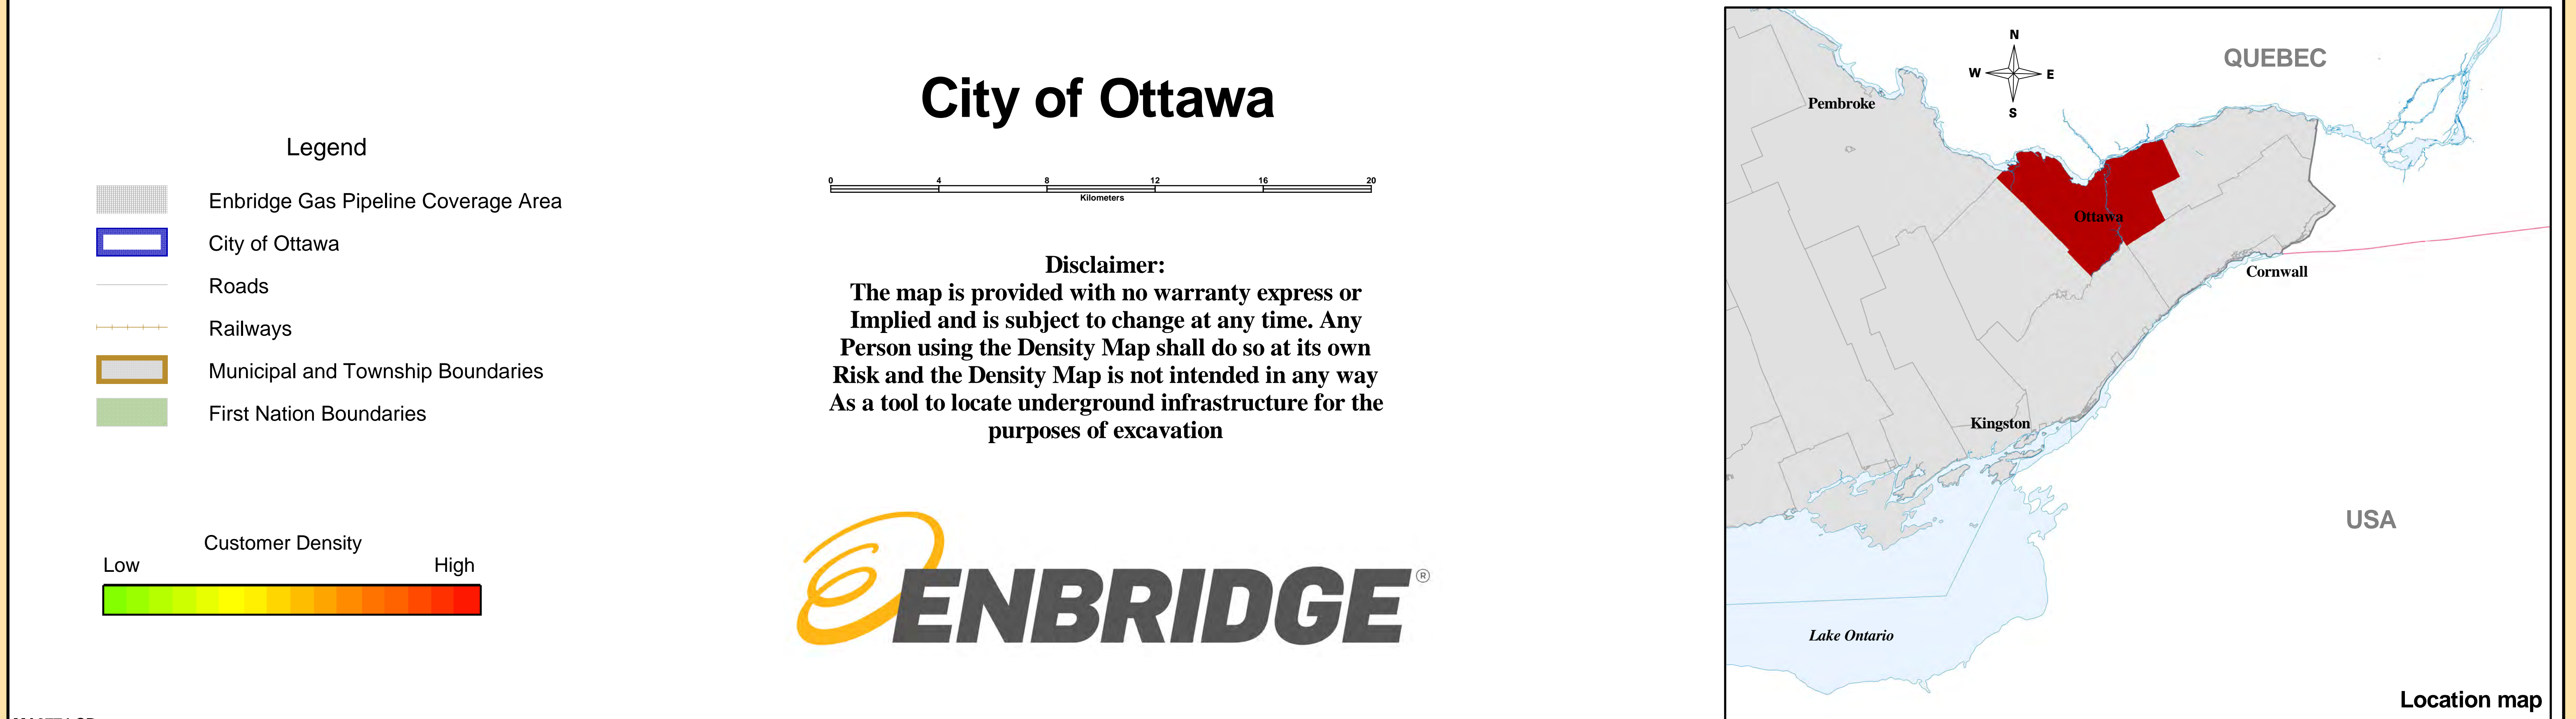 Legend
Enbridge Gas Pipeline Coverage Area
City of Ottawa
Roads
Railways
Municipal and Township Boundaries
First Nation Boundaries
Customer Density
Low High
City of Ottawa
0 4 8 12 16 20
Kilometers
Disclaimer:
The map is provided with no warranty express or
Implied and is subject to change at any time. Any
Person using the Density Map shall do so at its own
Risk and the Density Map is not intended in any way
As a tool to locate underground infrastructure for the
purposes of excavation
ENBRIDGE®
N
W E
S
QUEBEC
Pembroke
Ottawa
Cornwall
Kingston
USA
Lake Ontario
Location map